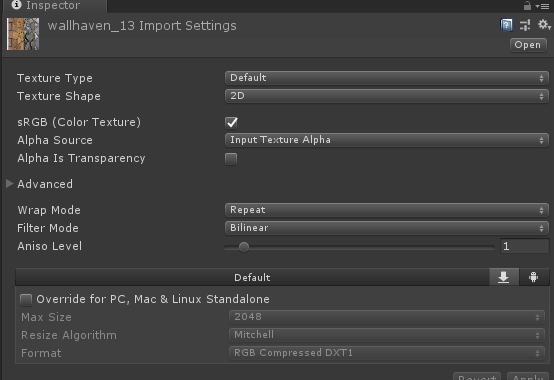 Inspector
wallhaven_13 Import Settings
Open
Texture Type Default
Texture Shape 2D
sRGB (Color Texture)
Alpha Source Input Texture Alpha
Alpha Is Transparency
Advanced
Wrap Mode Repeat
Filter Mode Bilinear
Aniso Level 1
Default
Override for PC, Mac & Linux Standalone
Max Size 2048
Resize Algorithm Mitchell
Format RGB Compressed DXT1
Revert Apply